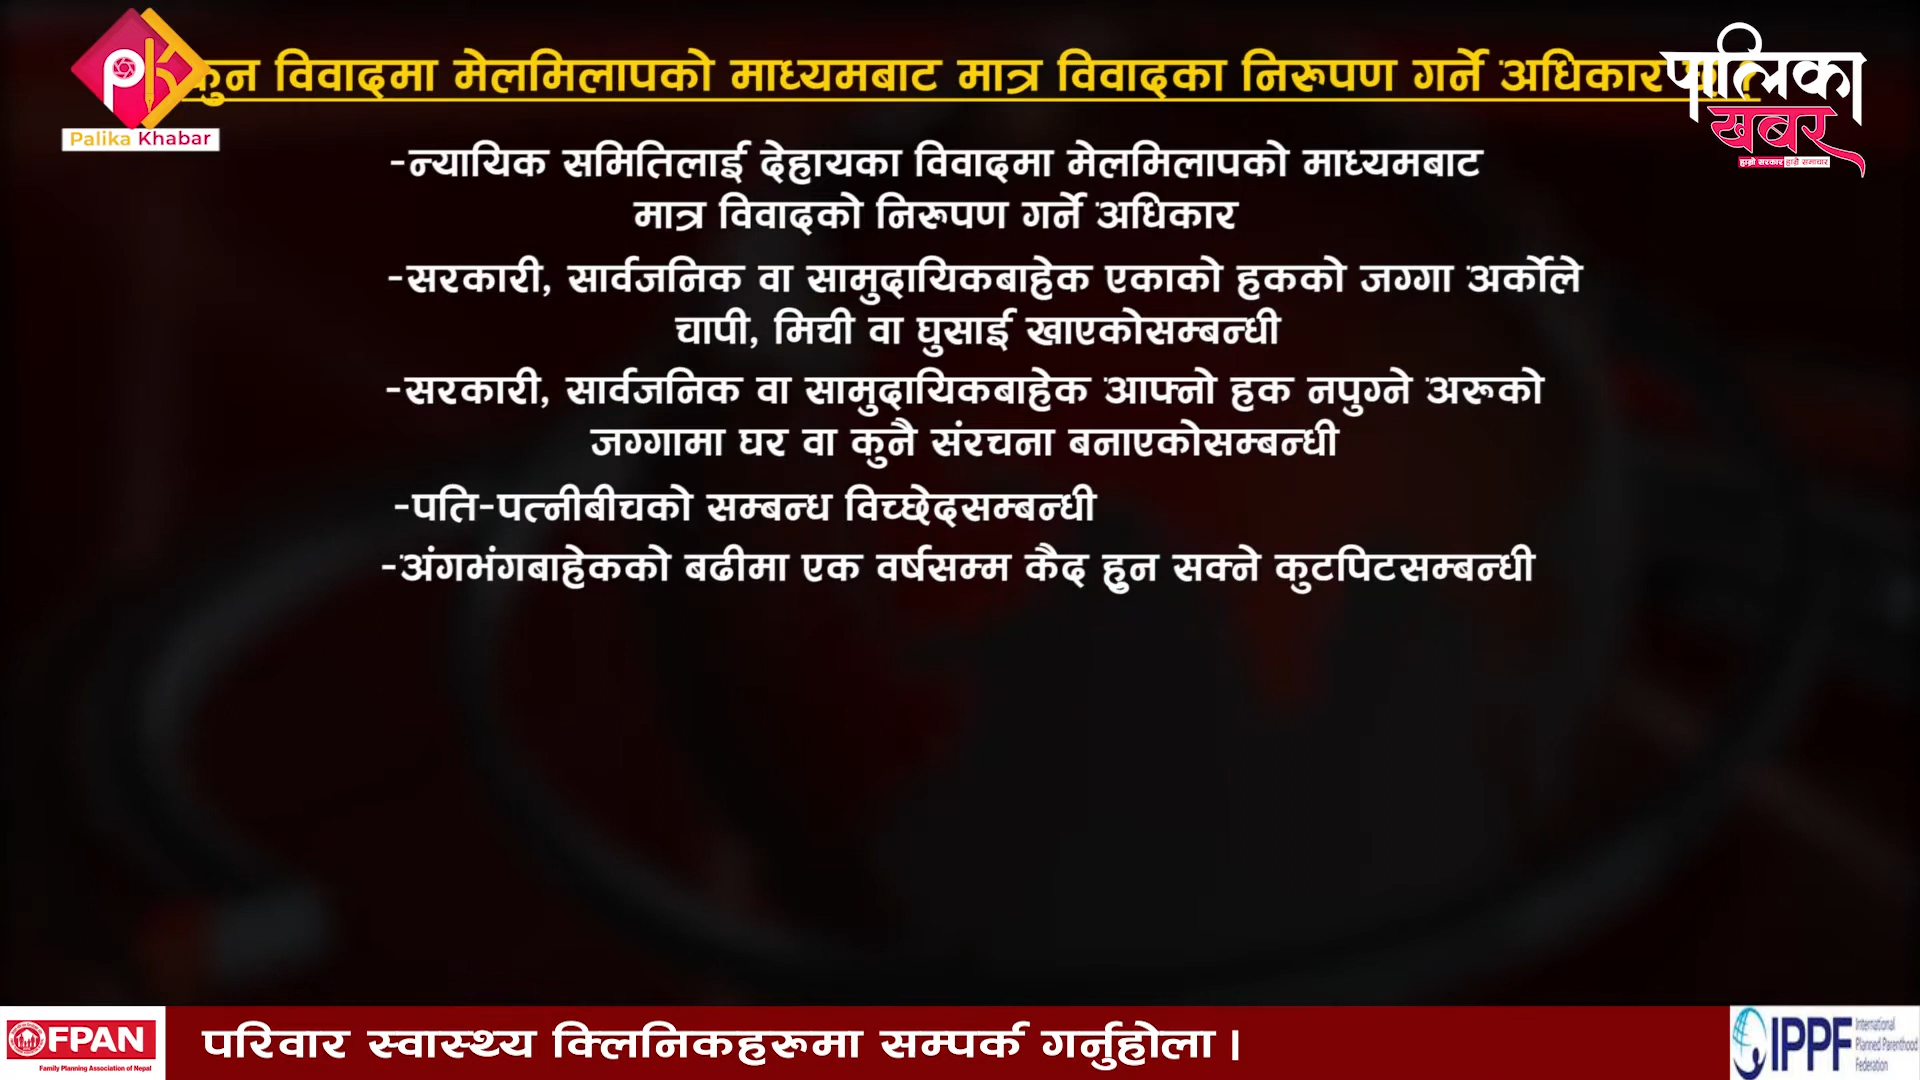 कुन विवादमा मेलमिलापको माध्यमबाट मात्र विवादका निरूपण गर्ने अधिकार
Palika Khabar
पालिका
खबर
हाम्रो सरकार हाम्रै समाचार
-न्यायिक समितिलाई देहायका विवादमा मेलमिलापको माध्यमबाट
मात्र विवादको निरूपण गर्ने अधिकार
-सरकारी, सार्वजनिक वा सामुदायिकबाहेक एकाको हकको जग्गा अर्कोले
चापी, मिची वा घुसाई खाएकोसम्बन्धी
-सरकारी, सार्वजनिक वा सामुदायिकबाहेक आफ्नो हक नपुग्ने अरूको
जग्गामा घर वा कुनै संरचना बनाएकोसम्बन्धी
-पति-पत्नीबीचको सम्बन्ध विच्छेदसम्बन्धी
-अंगभंगबाहेकको बढीमा एक वर्षसम्म कैद हुन सक्ने कुटपिटसम्बन्धी
FPAN
Family Planning Association of Nepal
परिवार स्वास्थ्य क्लिनिकहरूमा सम्पर्क गर्नुहोला ।
IPPF
International
Planned Parenthood
Federation